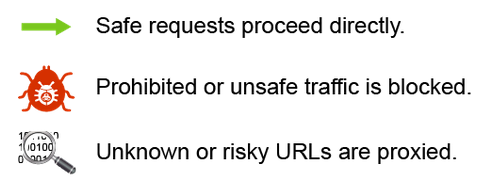 Safe requests proceed directly.
Prohibited or unsafe traffic is blocked.
Unknown or risky URLs are proxied.